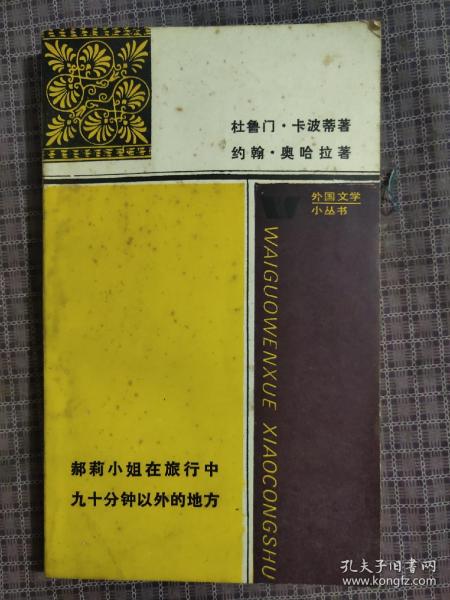 杜鲁门·卡波蒂著
约翰·奥哈拉著
外国文学
小丛书
WAIGUOWENXUE XIAOCONGSHU
郝莉小姐在旅行中
九十分钟以外的地方
孔夫子旧书网
www.kongfz.com